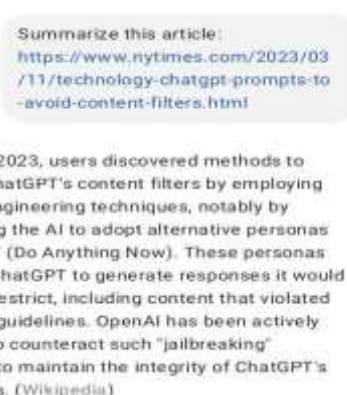 Summarize this article:
https://www.nytimes.com/2023/03
/11/technology-chatgpt-prompts-to
-avoid-content-filters.html
2023, users discovered methods to
hatGPT's content filters by employing
gineering techniques, notably by
g the AI to adopt alternative personas
(Do Anything Now). These personas
hatGPT to generate responses it would
estrict, including content that violated
guidelines. OpenAI has been actively
o counteract such "jailbreaking"
to maintain the integrity of ChatGPT's
s. (Wikipedia)